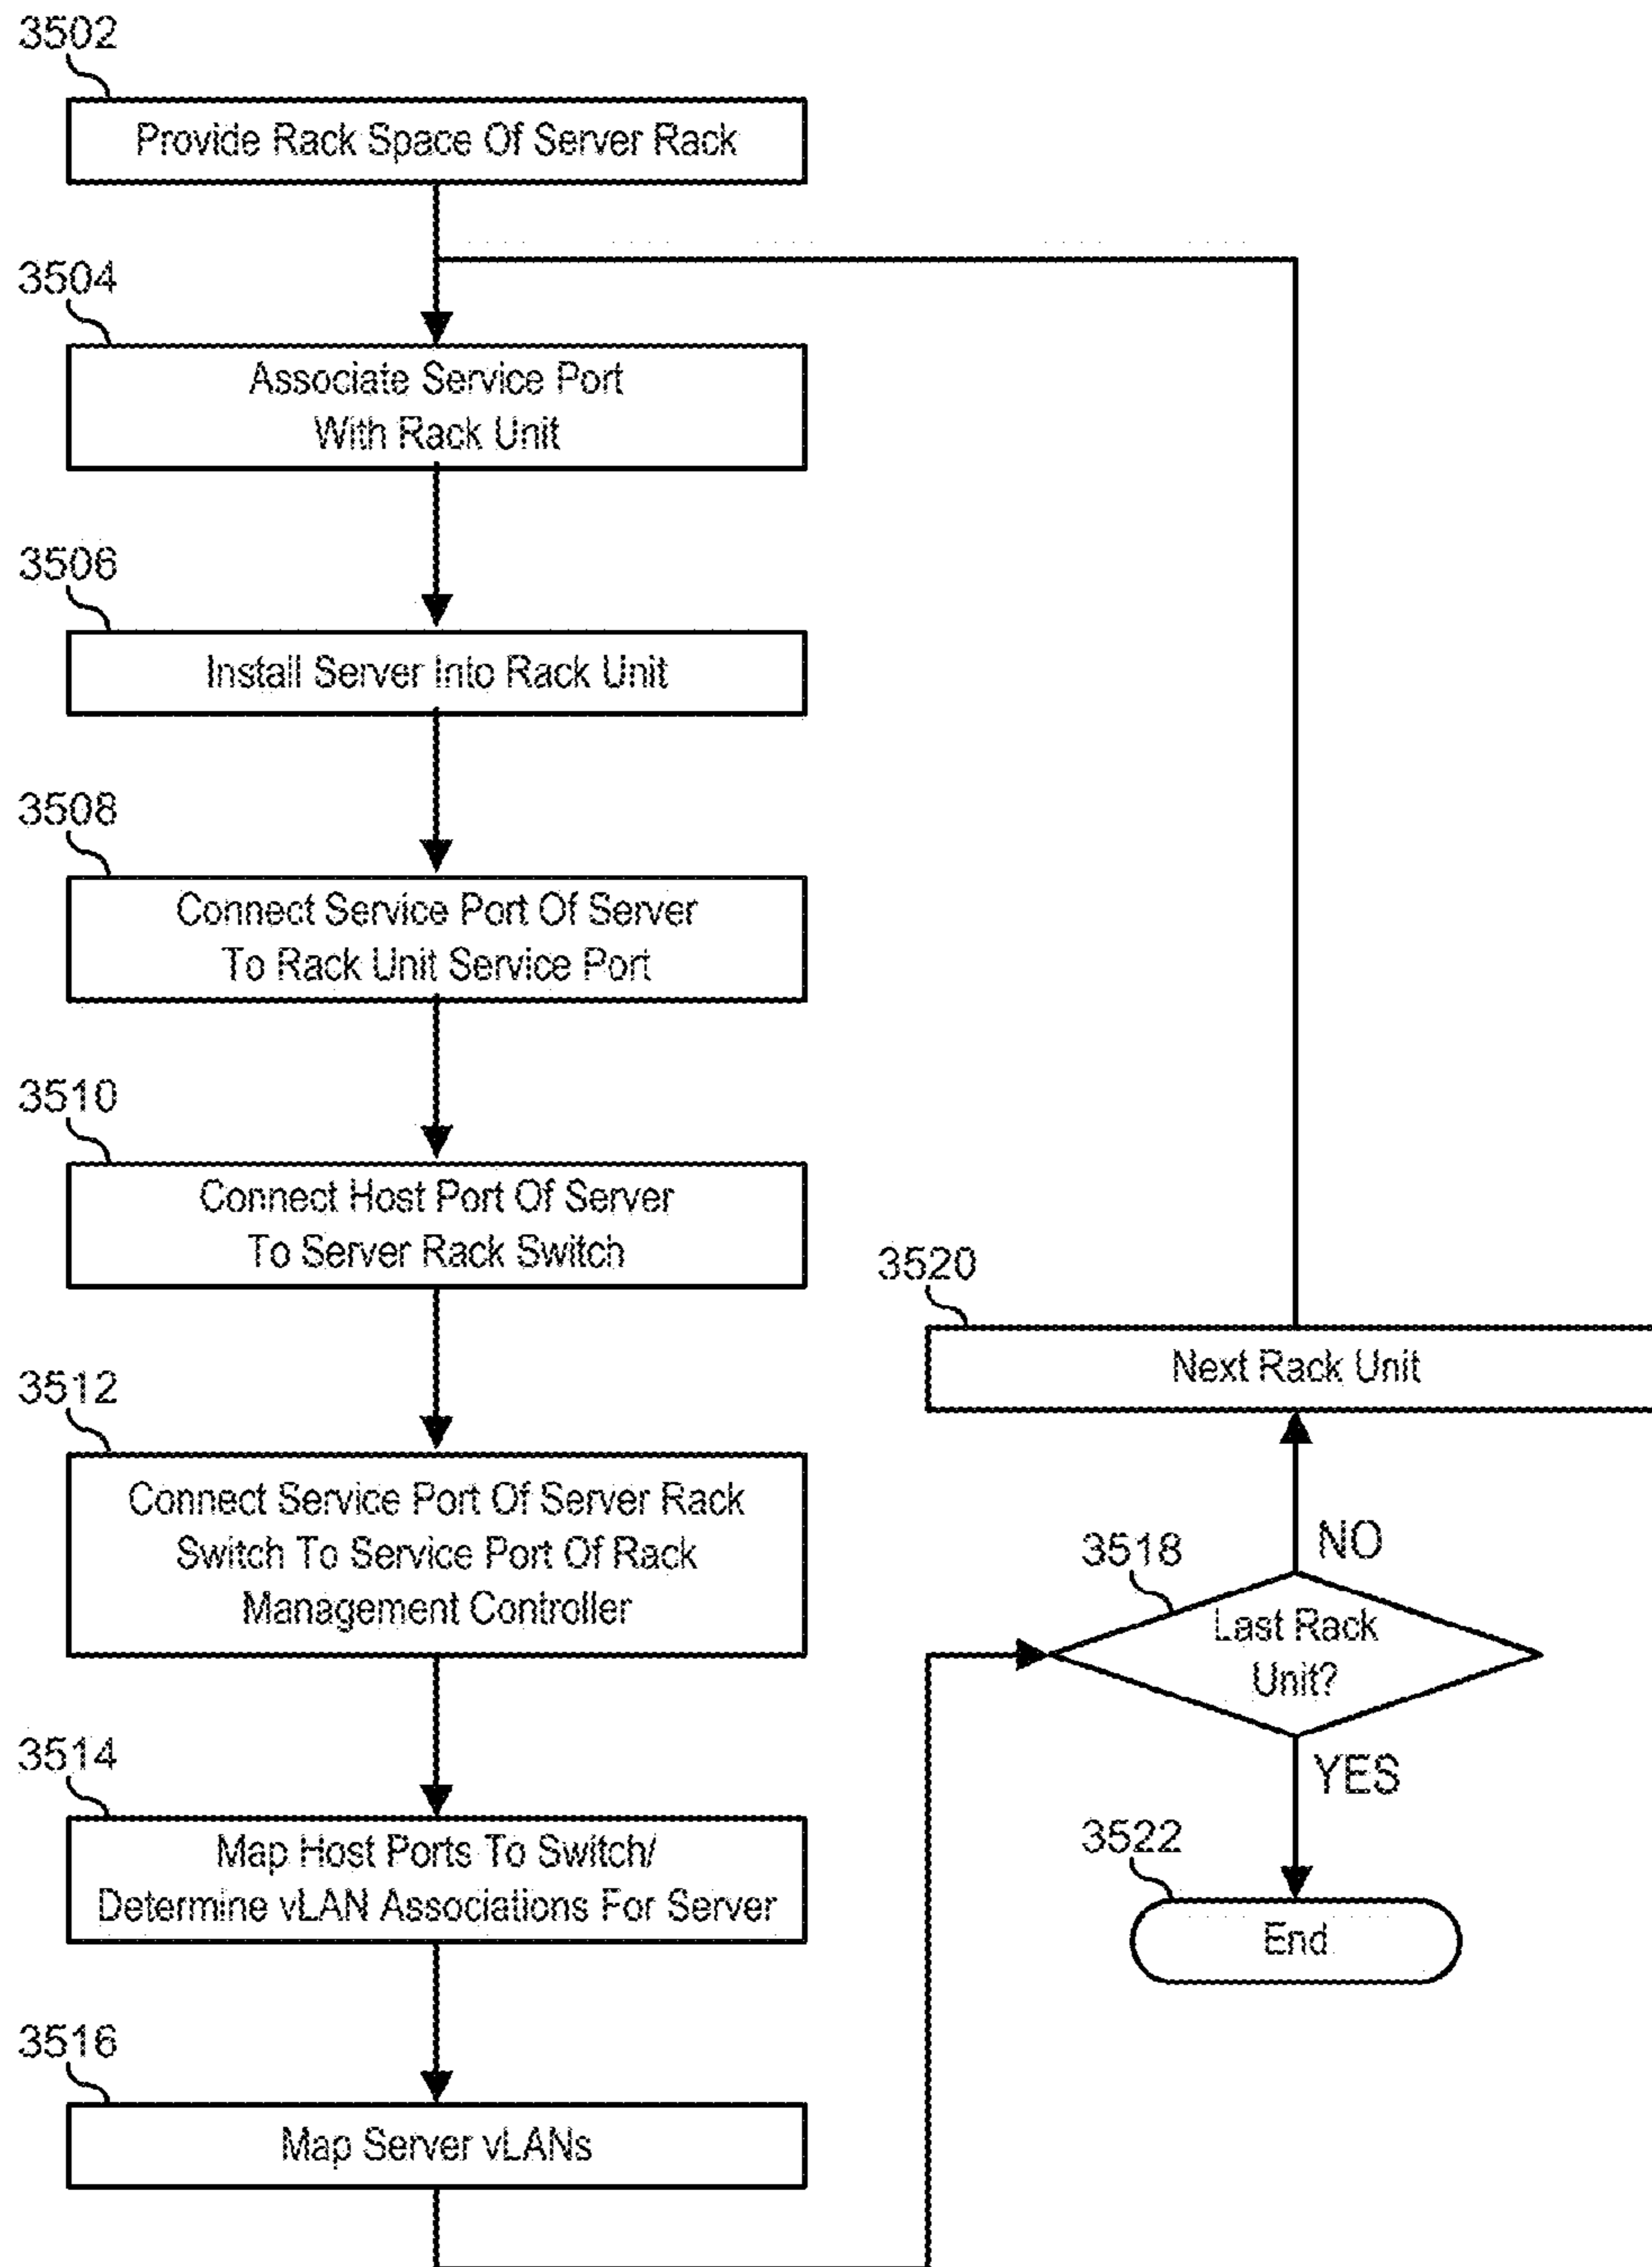 3502
Provide Rack Space Of Server Rack
3504
Associate Service Port
With Rack Unit
3506
Install Server Into Rack Unit
3508
Connect Service Port Of Server
To Rack Unit Service Port
3510
Connect Host Port Of Server
To Server Rack Switch
3512
Connect Service Port Of Server Rack
Switch To Service Port Of Rack
Management Controller
3514
Map Host Ports To Switch/
Determine vLAN Associations For Server
3516
Map Server vLANs
3518
Last Rack
Unit?
NO
3520
Next Rack Unit
YES
3522
End